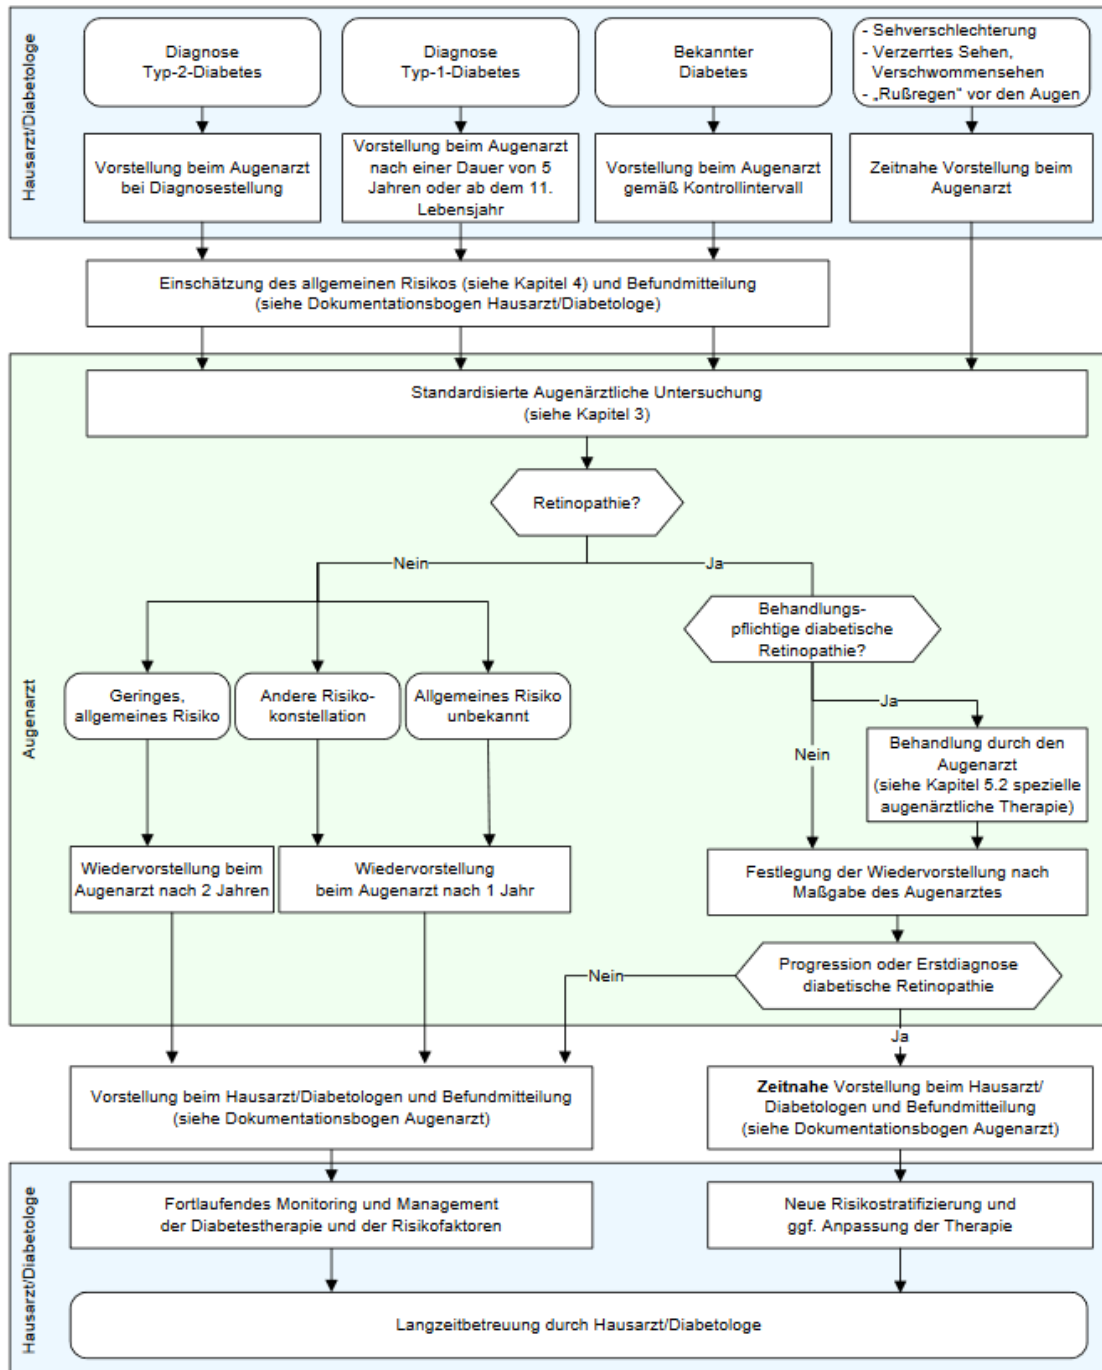 Hausarzt/Diabetologe
Diagnose
Typ-2-Diabetes
Diagnose
Typ-1-Diabetes
Bekannter
Diabetes
- Sehverschlechterung
- Verzerrtes Sehen,
Verschwommensehen
- „Rußregen“ vor den Augen
Vorstellung beim Augenarzt
bei Diagnosestellung
Vorstellung beim Augenarzt
nach einer Dauer von 5
Jahren oder ab dem 11.
Lebensjahr
Vorstellung beim Augenarzt
gemäß Kontrollintervall
Zeitnahe Vorstellung beim
Augenarzt
Einschätzung des allgemeinen Risikos (siehe Kapitel 4) und Befundmitteilung
(siehe Dokumentationsbogen Hausarzt/Diabetologe)
Augenarzt
Standardisierte Augenärztliche Untersuchung
(siehe Kapitel 3)
Retinopathie?
Nein
Ja
Behandlungs-
pflichtige diabetische
Retinopathie?
Geringes,
allgemeines Risiko
Andere Risiko-
konstellation
Allgemeines Risiko
unbekannt
Ja
Nein
Behandlung durch den
Augenarzt
(siehe Kapitel 5.2 spezielle
augenärztliche Therapie)
Wiedervorstellung beim
Augenarzt nach 2 Jahren
Wiedervorstellung
beim Augenarzt nach 1 Jahr
Festlegung der Wiedervorstellung nach
Maßgabe des Augenarztes
Progression oder Erstdiagnose
diabetische Retinopathie
Nein
Ja
Vorstellung beim Hausarzt/Diabetologen und Befundmitteilung
(siehe Dokumentationsbogen Augenarzt)
Zeitnahe Vorstellung beim Hausarzt/
Diabetologen und Befundmitteilung
(siehe Dokumentationsbogen Augenarzt)
Hausarzt/Diabetologe
Fortlaufendes Monitoring und Management
der Diabetestherapie und der Risikofaktoren
Neue Risikostratifizierung und
ggf. Anpassung der Therapie
Langzeitbetreuung durch Hausarzt/Diabetologe